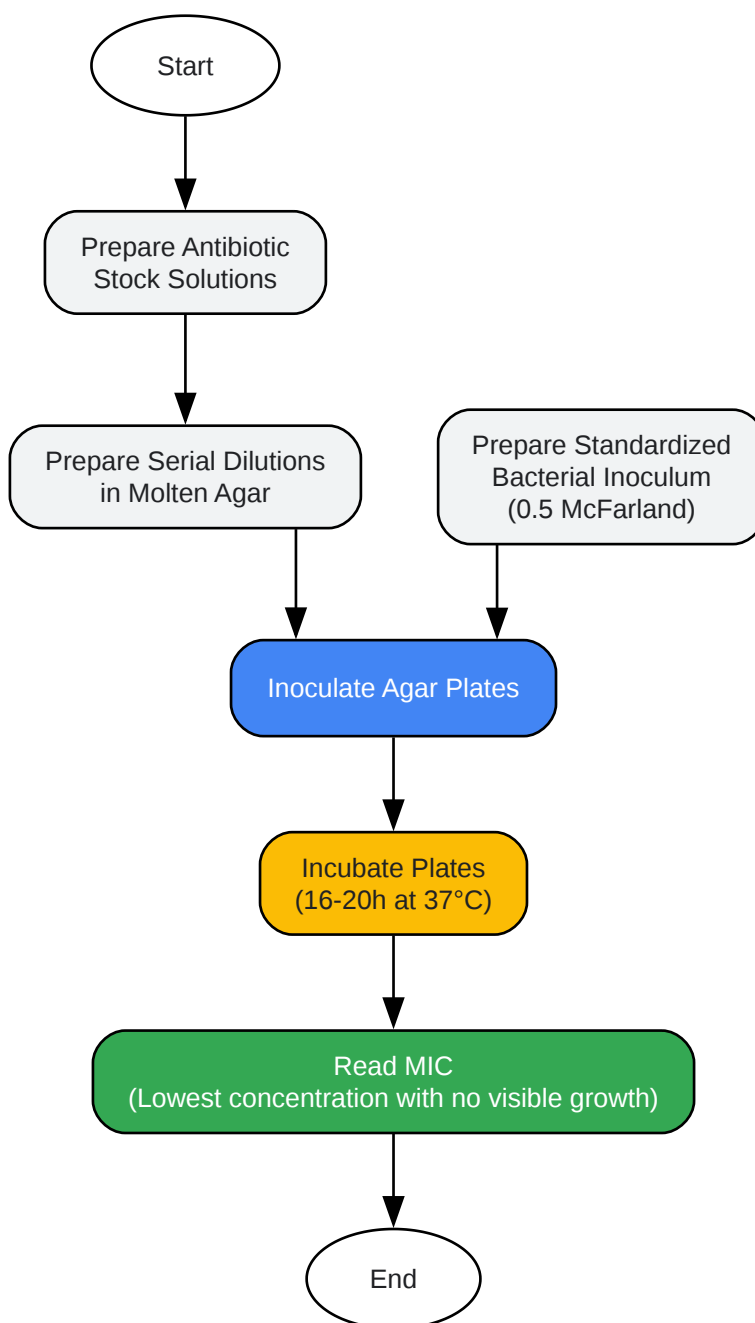 Start
Prepare Antibiotic
Stock Solutions
Prepare Serial Dilutions
in Molten Agar
Prepare Standardized
Bacterial Inoculum
(0.5 McFarland)
Inoculate Agar Plates
Incubate Plates
(16-20h at 37°C)
Read MIC
(Lowest concentration with no visible growth)
End